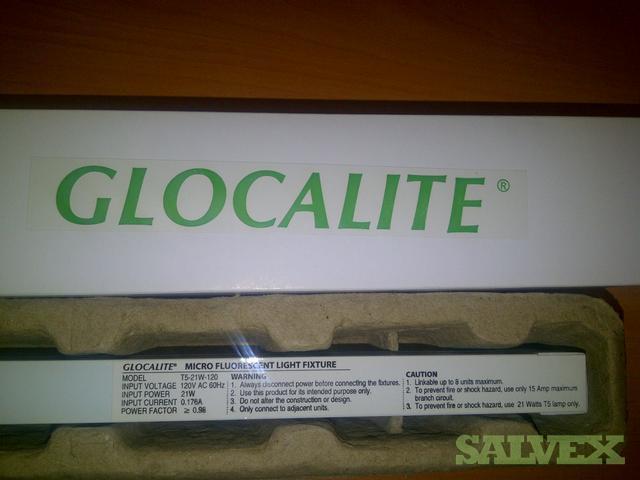 GLOCALITE®
GLOCALITE® MICRO FLUORESCENT LIGHT FIXTURE
MODEL T5-21W-120
INPUT VOLTAGE 120V AC 60Hz
INPUT POWER 21W
INPUT CURRENT 0.176A
POWER FACTOR ≥ 0.98
WARNING
1. Always disconnect power before connecting the fixtures.
2. Use this product for its intended purpose only.
3. Do not alter the construction or design.
4. Only connect to adjacent units.
CAUTION
1. Linkable up to 8 units maximum.
2. To prevent fire or shock hazard, use only 15 Amp maximum
branch circuit.
3. To prevent fire or shock hazard, use 21 Watts T5 lamp only.
SALVEX